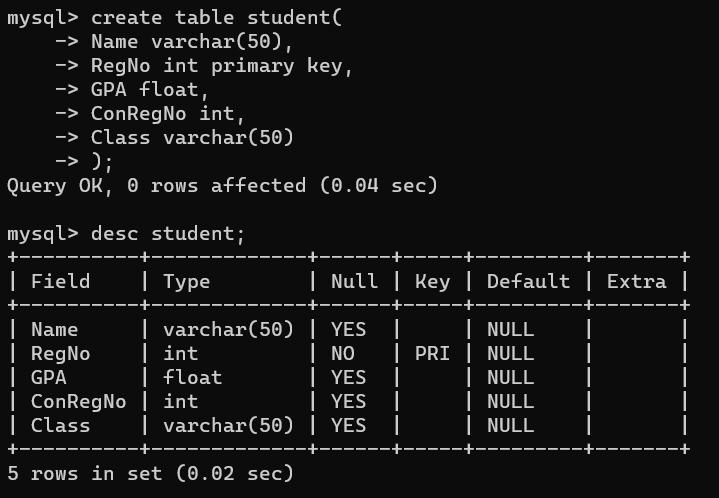 mysql> create table student(
    -> Name varchar(50),
    -> RegNo int primary key,
    -> GPA float,
    -> ConRegNo int,
    -> Class varchar(50)
    -> );
Query OK, 0 rows affected (0.04 sec)

mysql> desc student;
+----------+-------------+------+-----+---------+-------+
| Field    | Type        | Null | Key | Default | Extra |
+----------+-------------+------+-----+---------+-------+
| Name     | varchar(50) | YES  |     | NULL    |       |
| RegNo    | int         | NO   | PRI | NULL    |       |
| GPA      | float       | YES  |     | NULL    |       |
| ConRegNo | int         | YES  |     | NULL    |       |
| Class    | varchar(50) | YES  |     | NULL    |       |
+----------+-------------+------+-----+---------+-------+
5 rows in set (0.02 sec)